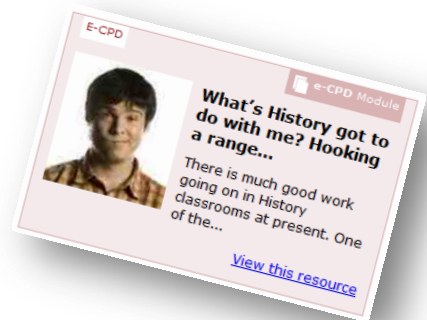 E-CPD
e-CPD Module
What's History got to
do with me? Hooking
a range...
There is much good work
going on in History
classrooms at present. One
of the...
View this resource